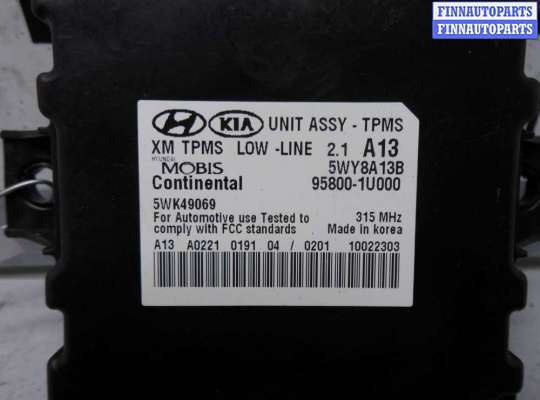 FINNAUTOPARTS
FINNAUTOPARTS
HYUNDAI KIA UNIT ASSY - TPMS
XM TPMS LOW -LINE 2.1 A13
HYUNDAI
MOBIS 5WY8A13B
Continental 95800-1U000
5WK49069
For Automotive use Tested to 315 MHz
comply with FCC standards Made in korea
A13 A0221 0191 04 / 0201 10022303